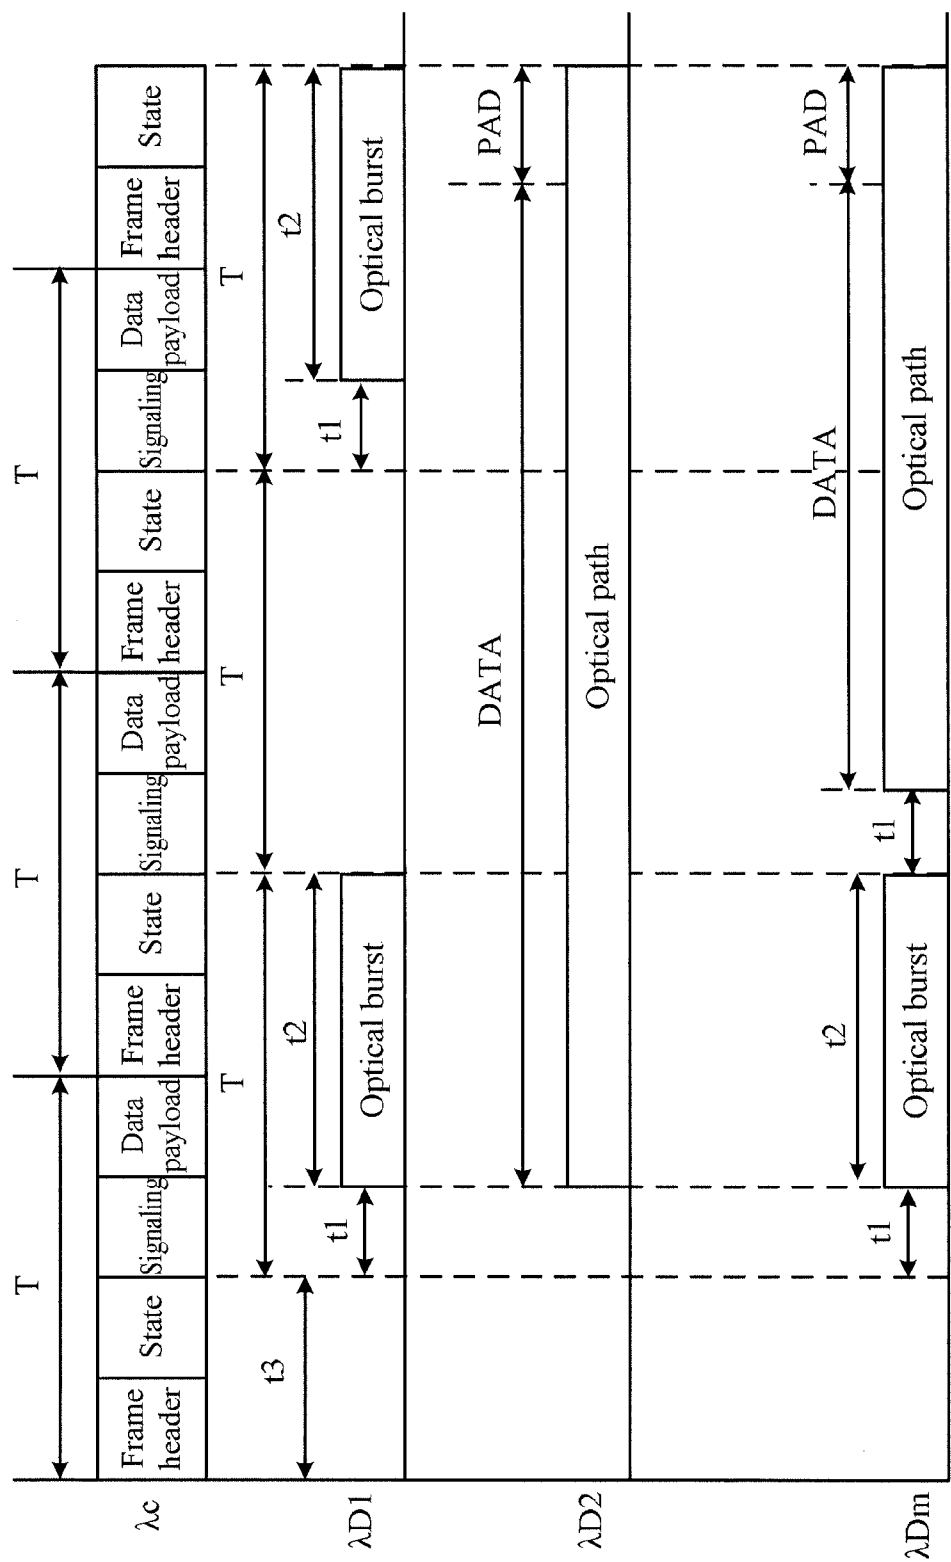 T
T
T
λc
Frame
header
State
Signaling
Data
payload
Frame
header
State
Signaling
Data
payload
Frame
header
State
Signaling
Data
payload
Frame
header
State
T
T
T
t3
t2
t2
λD1
t1
Optical burst
t1
Optical burst
DATA
PAD
λD2
Optical path
DATA
PAD
t2
λDm
t1
Optical burst
t1
Optical path